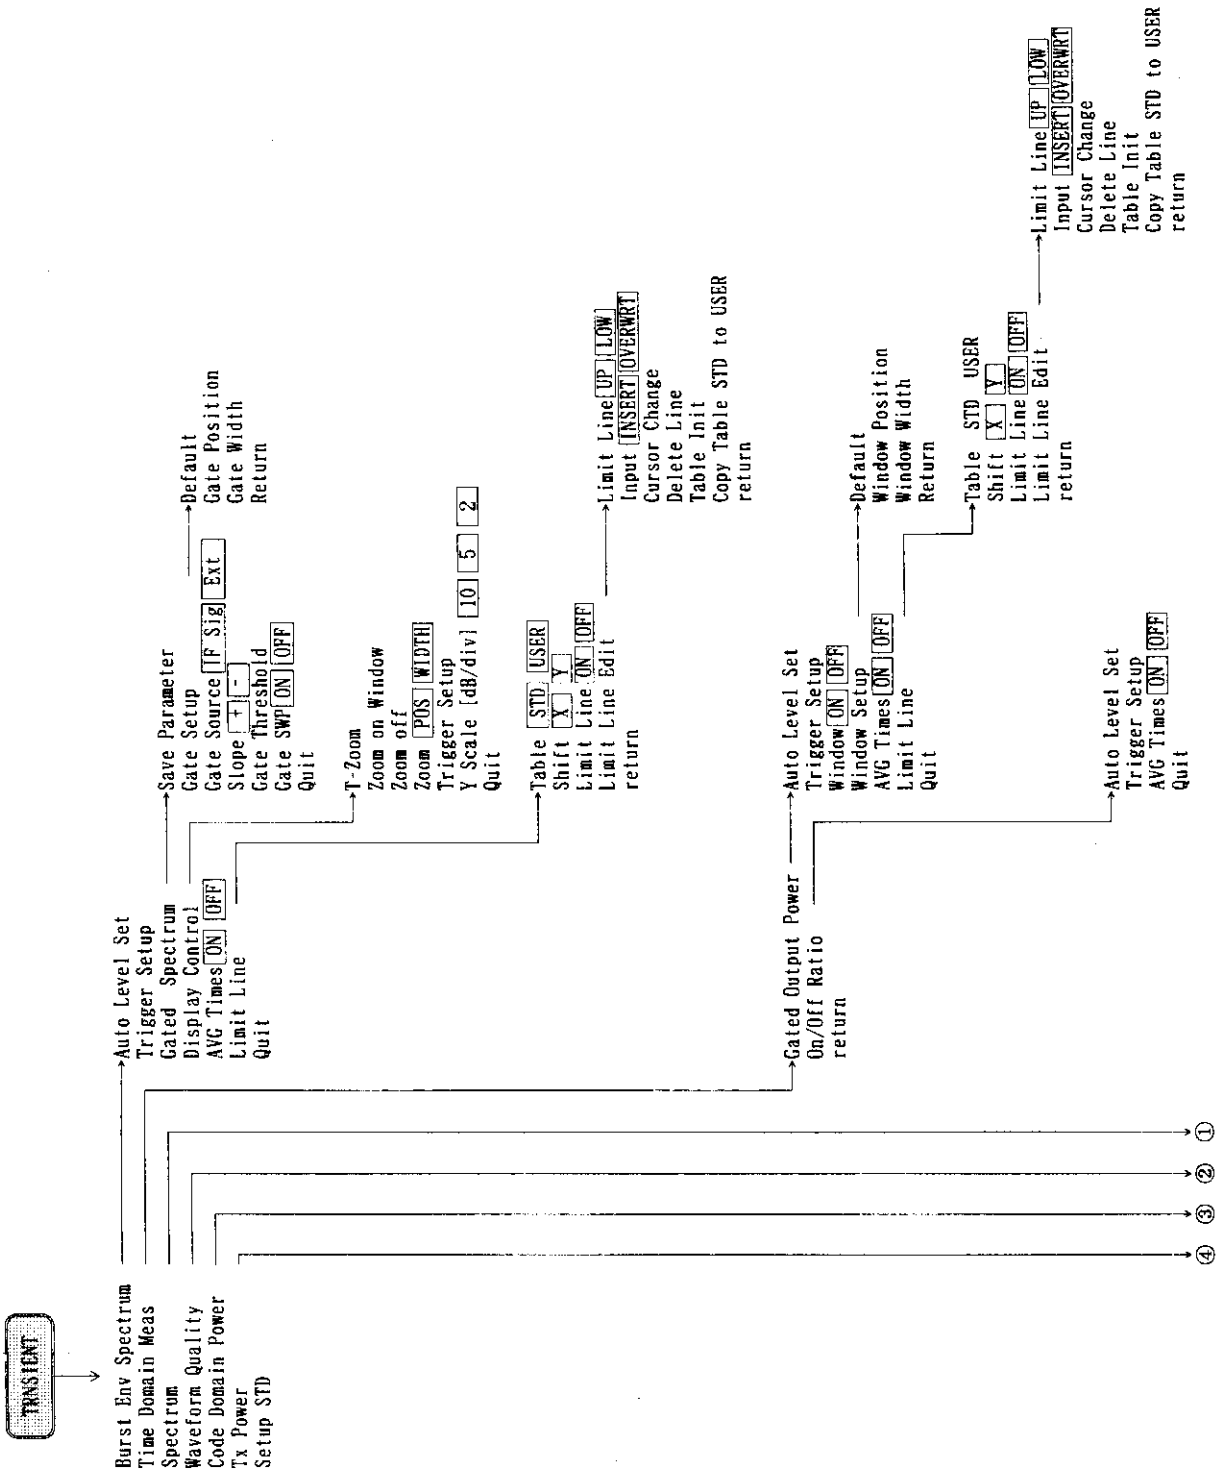 TRNSIENT
Burst Env Spectrum
Time Domain Meas
Spectrum
Waveform Quality
Code Domain Power
Tx Power
Setup STD
Auto Level Set
Trigger Setup
Gated Spectrum
Display Control
AVG Times ON OFF
Limit Line
Quit
Save Parameter
Gate Setup
Gate Source IF Sig Ext
Slope + -
Gate Threshold
Gate SWP ON OFF
Quit
Default
Gate Position
Gate Width
Return
T-Zoom
Zoom on Window
Zoom off
Zoom POS WIDTH
Trigger Setup
Y Scale [dB/div] 10 5 2
Quit
Table STD USER
Shift X Y
Limit Line ON OFF
Limit Line Edit
return
Limit Line UP LOW
Input INSERT OVERWRT
Cursor Change
Delete Line
Table Init
Copy Table STD to USER
return
Gated Output Power
On/Off Ratio
return
Auto Level Set
Trigger Setup
Window ON OFF
Window Setup
AVG Times ON OFF
Limit Line
Quit
Default
Window Position
Window Width
Return
Table STD USER
Shift X Y
Limit Line ON OFF
Limit Line Edit
return
Limit Line UP LOW
Input INSERT OVERWRT
Cursor Change
Delete Line
Table Init
Copy Table STD to USER
return
Auto Level Set
Trigger Setup
AVG Times ON OFF
Quit
①
②
③
④